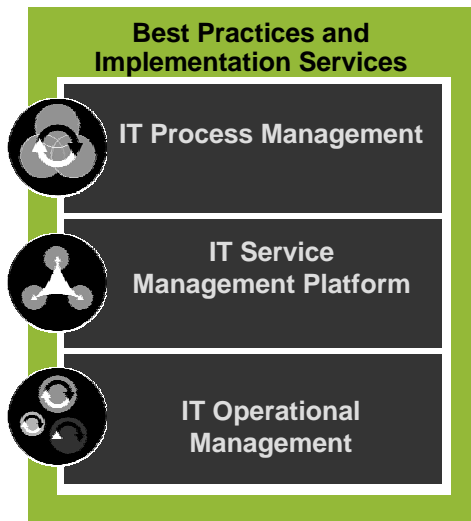 Best Practices and
Implementation Services
IT Process Management
IT Service
Management Platform
IT Operational
Management